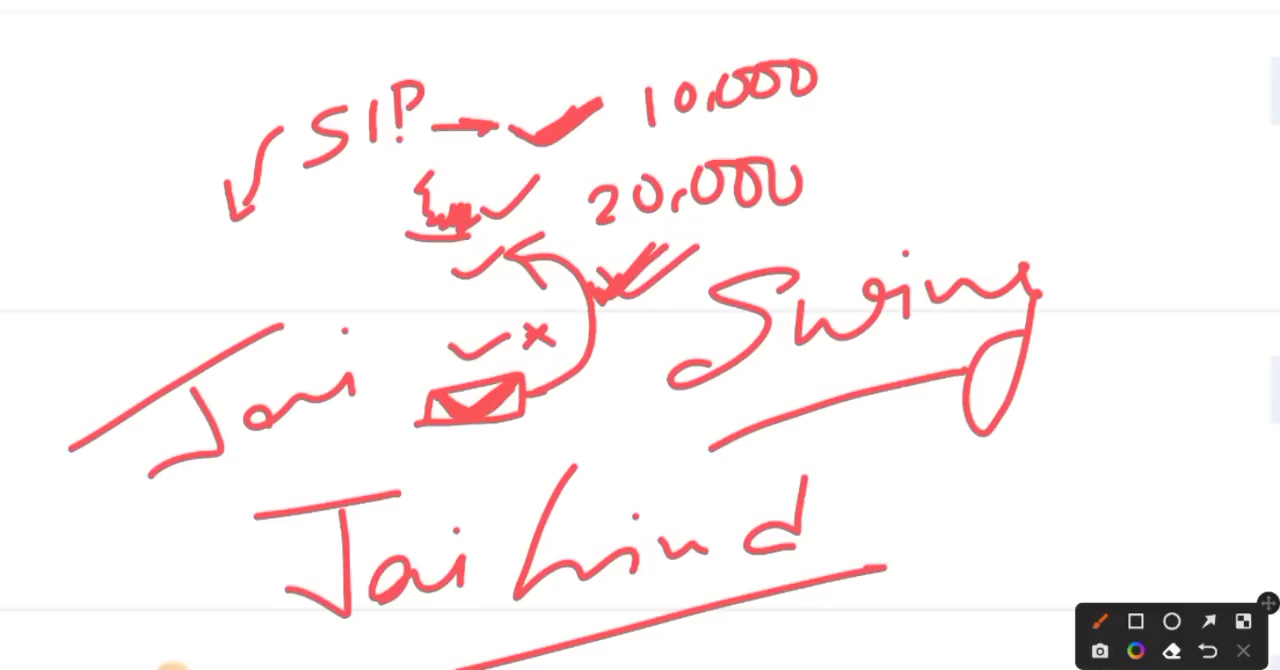 SIP → ✓ 10,000
✓ 20,000
✓
✓ ×
Jai Swing
Jai hind